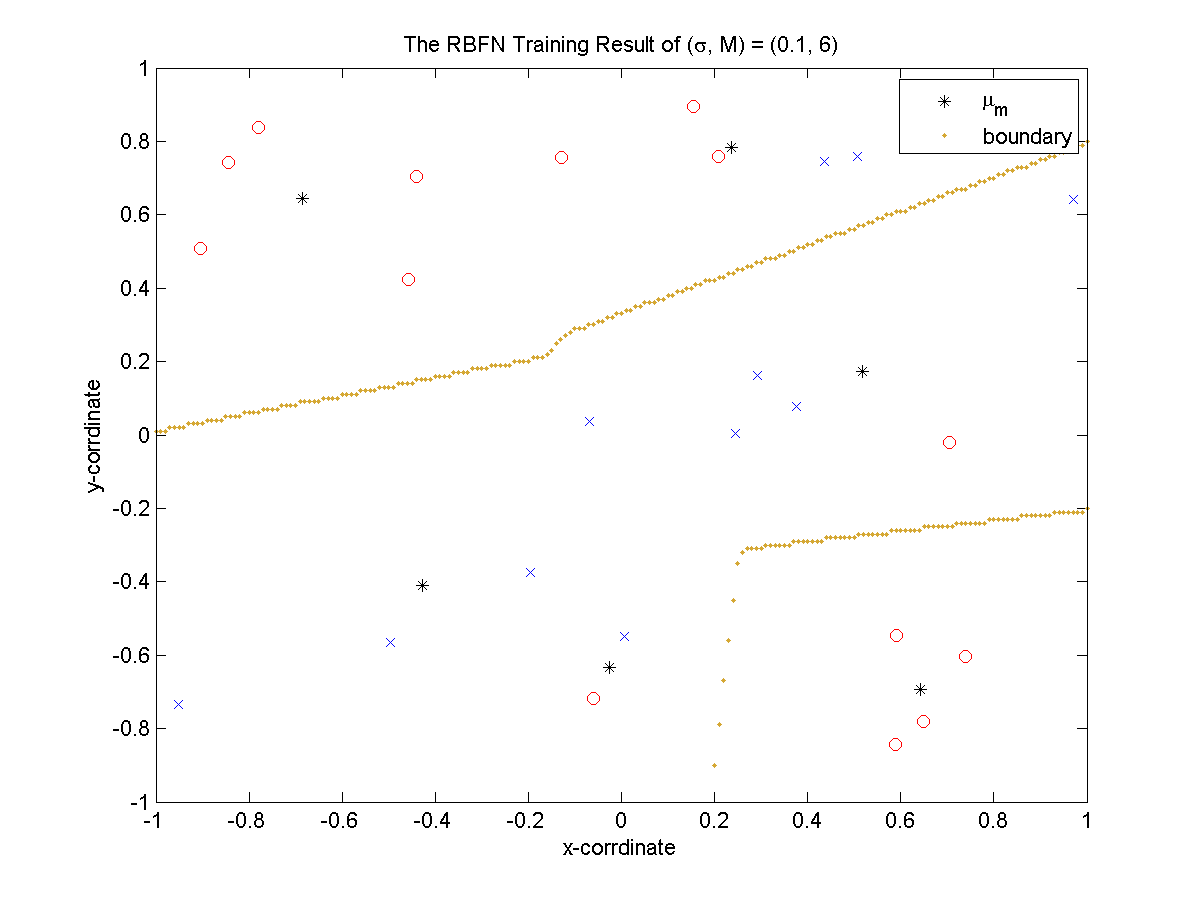 The RBFN Training Result of (σ, M) = (0.1, 6)
μm
boundary
1
0.8
0.6
0.4
0.2
0
-0.2
-0.4
-0.6
-0.8
-1
y-corrdinate
-1 -0.8 -0.6 -0.4 -0.2 0 0.2 0.4 0.6 0.8 1
x-corrdinate